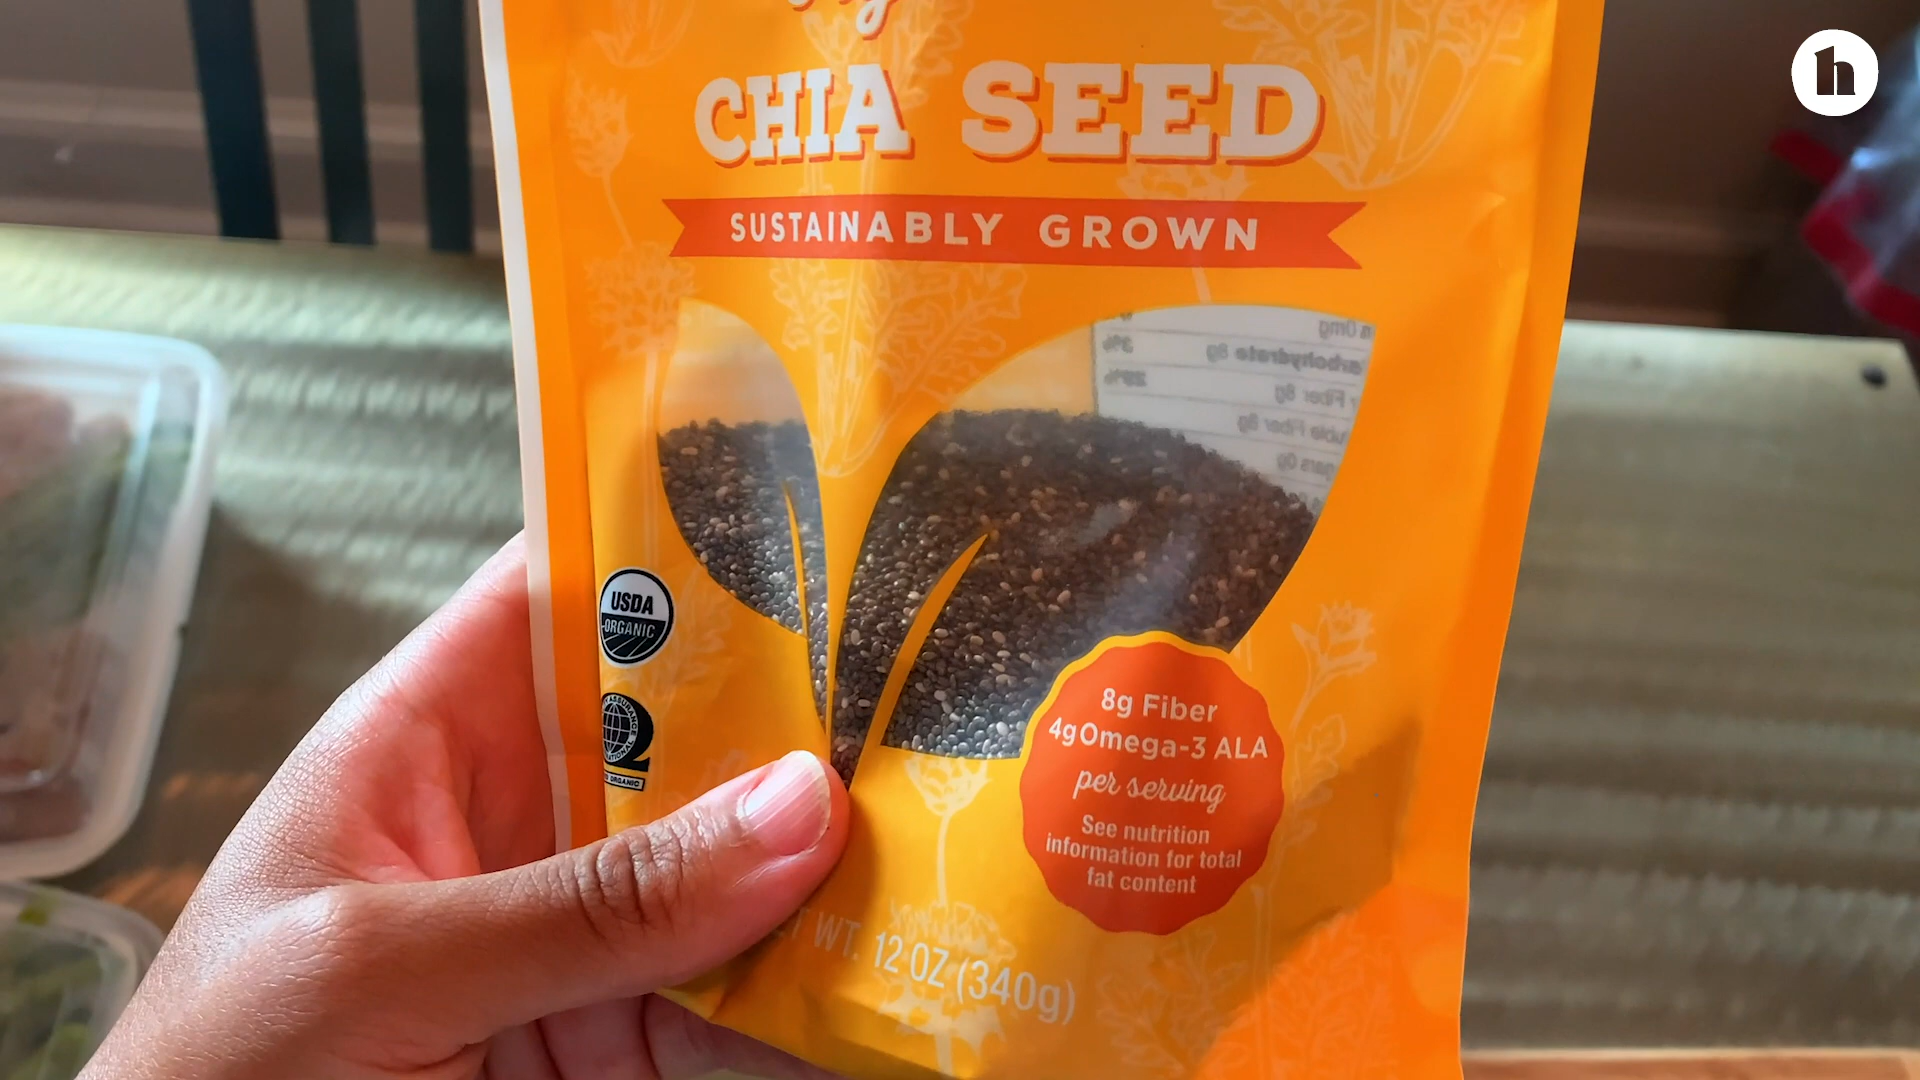 h
CHIA SEED
SUSTAINABLY GROWN
USDA
ORGANIC
ORGANIC
8g Fiber
4g Omega-3 ALA
per serving
See nutrition
information for total
fat content
WT. 12 OZ (340g)